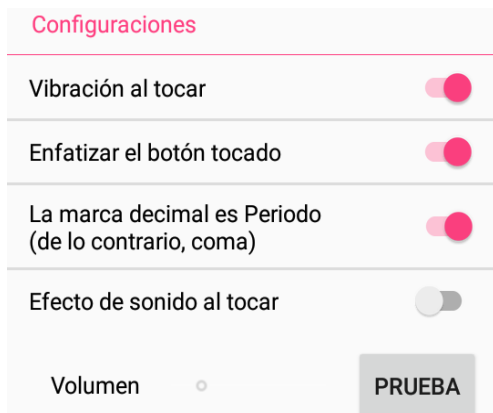 Configuraciones
Vibración al tocar
Enfatizar el botón tocado
La marca decimal es Periodo
(de lo contrario, coma)
Efecto de sonido al tocar
Volumen PRUEBA